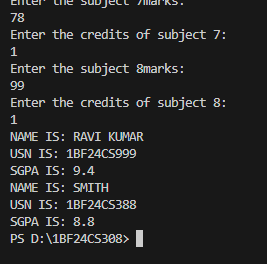 Enter the subject 7marks:
78
Enter the credits of subject 7:
1
Enter the subject 8marks:
99
Enter the credits of subject 8:
1
NAME IS: RAVI KUMAR
USN IS: 1BF24CS999
SGPA IS: 9.4
NAME IS: SMITH
USN IS: 1BF24CS388
SGPA IS: 8.8
PS D:\1BF24CS308>